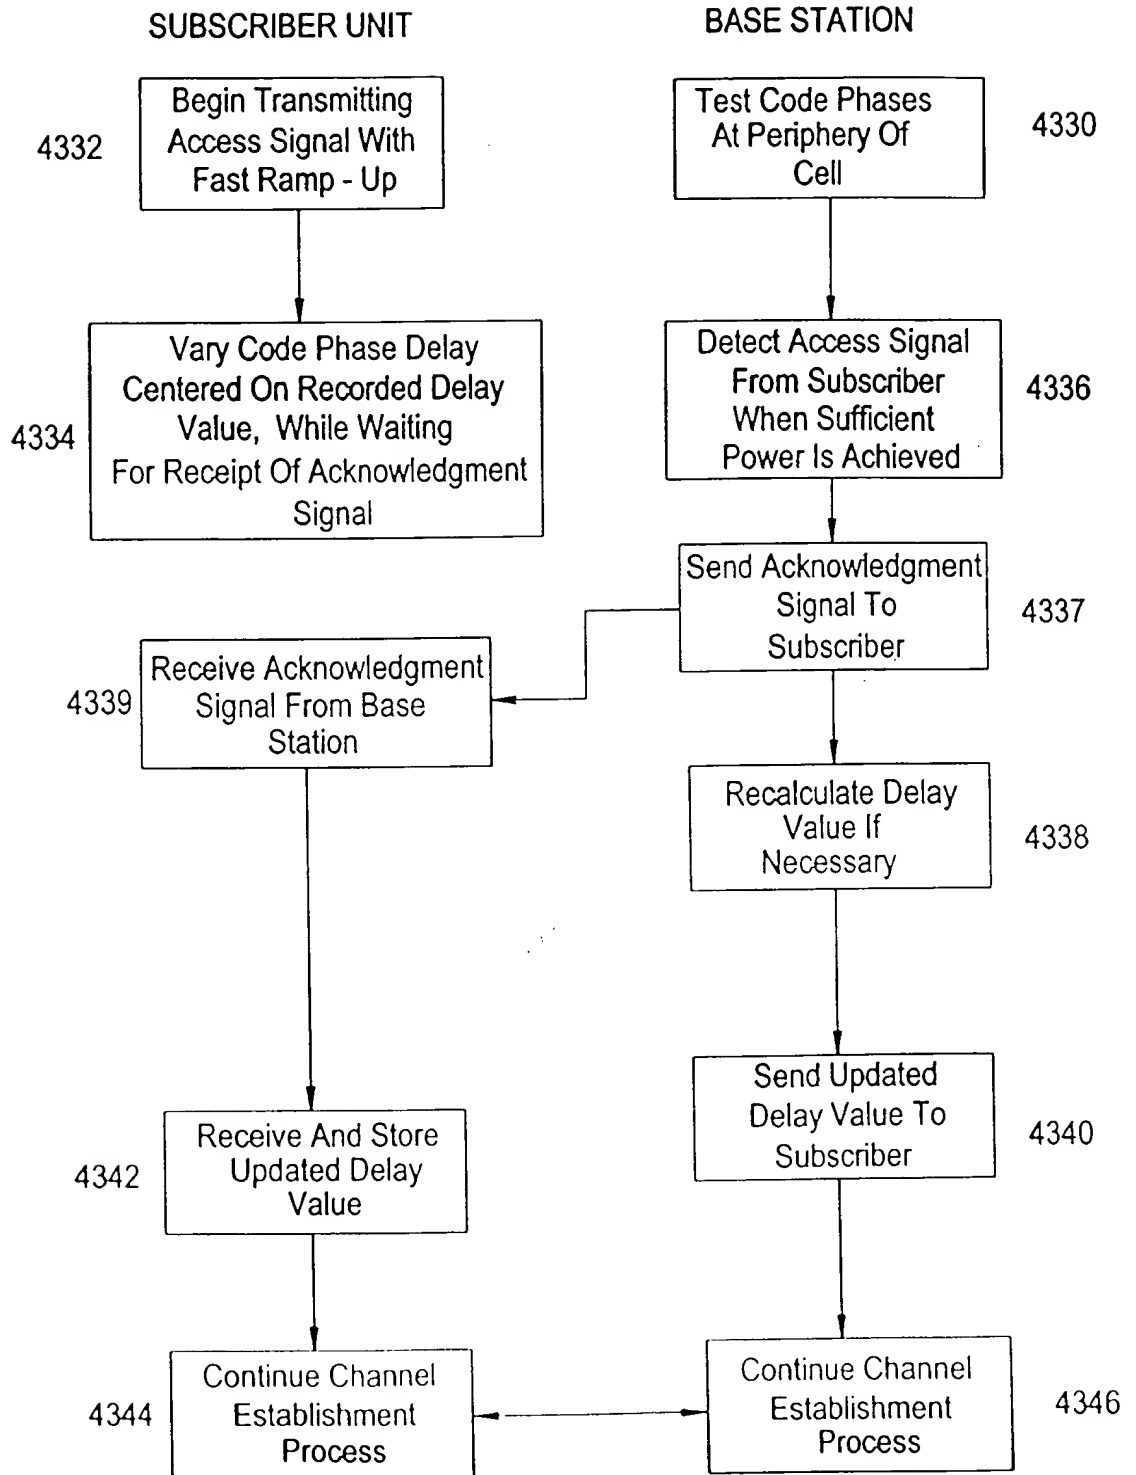 SUBSCRIBER UNIT
BASE STATION
4332
Begin Transmitting
Access Signal With
Fast Ramp - Up
Test Code Phases
At Periphery Of
Cell
4330
4334
Vary Code Phase Delay
Centered On Recorded Delay
Value, While Waiting
For Receipt Of Acknowledgment
Signal
Detect Access Signal
From Subscriber
When Sufficient
Power Is Achieved
4336
Send Acknowledgment
Signal To
Subscriber
4337
4339
Receive Acknowledgment
Signal From Base
Station
Recalculate Delay
Value If
Necessary
4338
Send Updated
Delay Value To
Subscriber
4340
4342
Receive And Store
Updated Delay
Value
4344
Continue Channel
Establishment
Process
Continue Channel
Establishment
Process
4346